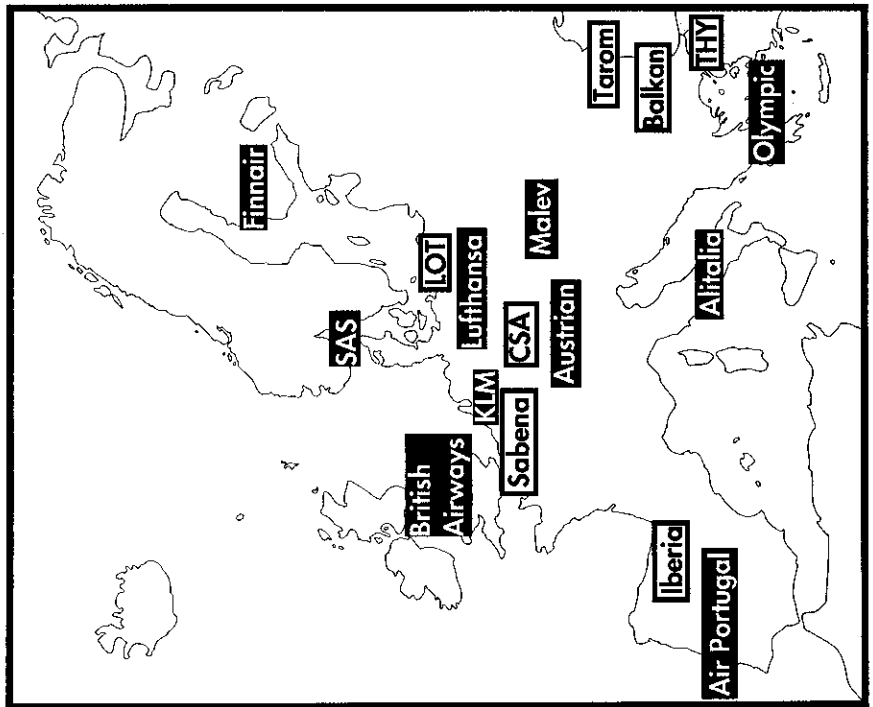 Finnair
SAS
LOT
British
Airways
Lufthansa
KLM
CSA
Malev
Sabena
Austrian
Tarom
Balkan
THY
Iberia
Alitalia
Air Portugal
Olympic